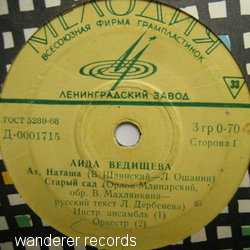 МЕЛОДИЯ
ВСЕСОЮЗНАЯ ФИРМА ГРАМПЛАСТИНОК
33
ЛЕНИНГРАДСКИЙ ЗАВОД
ГОСТ 5289-68
Д-0001715
3 гр 0-70
Сторона 1
АИДА ВЕДИЩЕВА
Ах, Наташа (В. Шаинский—Л. Ошанин)
Старый сад (Орлов-Млинарский,
обр. В. Махлянкина—
русский текст Л. Дербенева)
Инстр. ансамбль (1)
Оркестр (2)
wanderer records